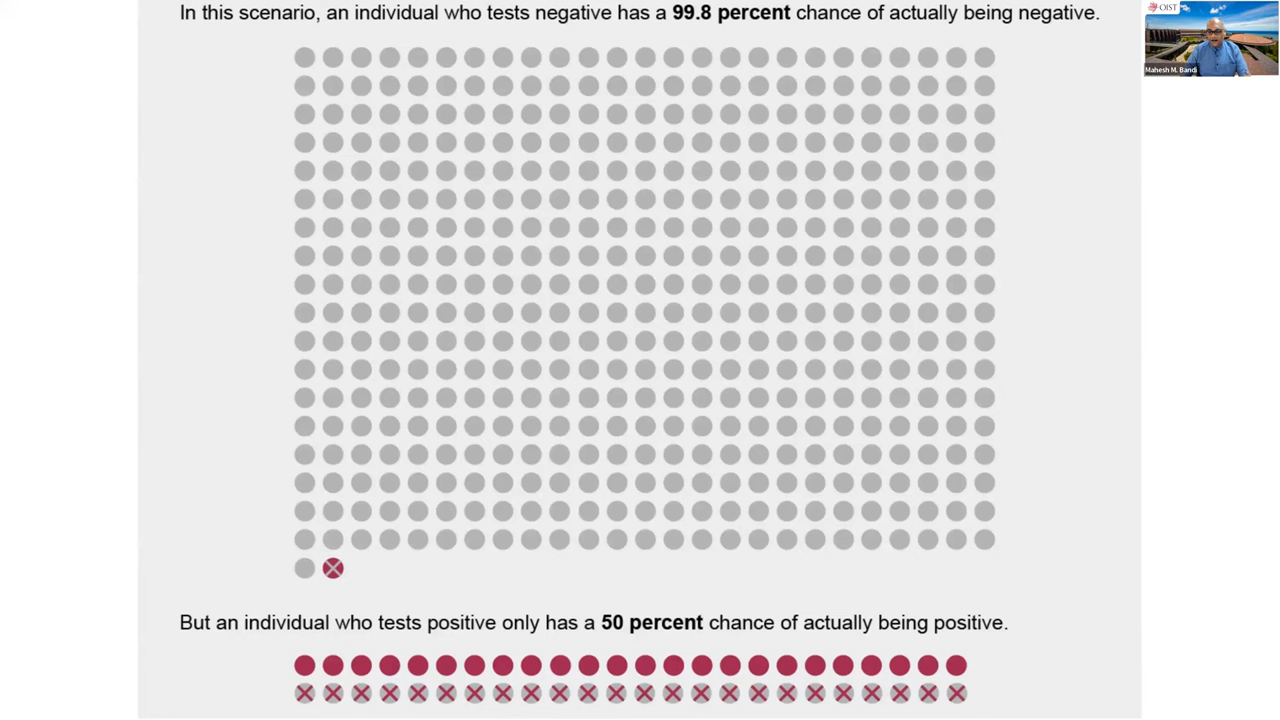 In this scenario, an individual who tests negative has a 99.8 percent chance of actually being negative.
OIST
Mahesh M. Bandi
But an individual who tests positive only has a 50 percent chance of actually being positive.